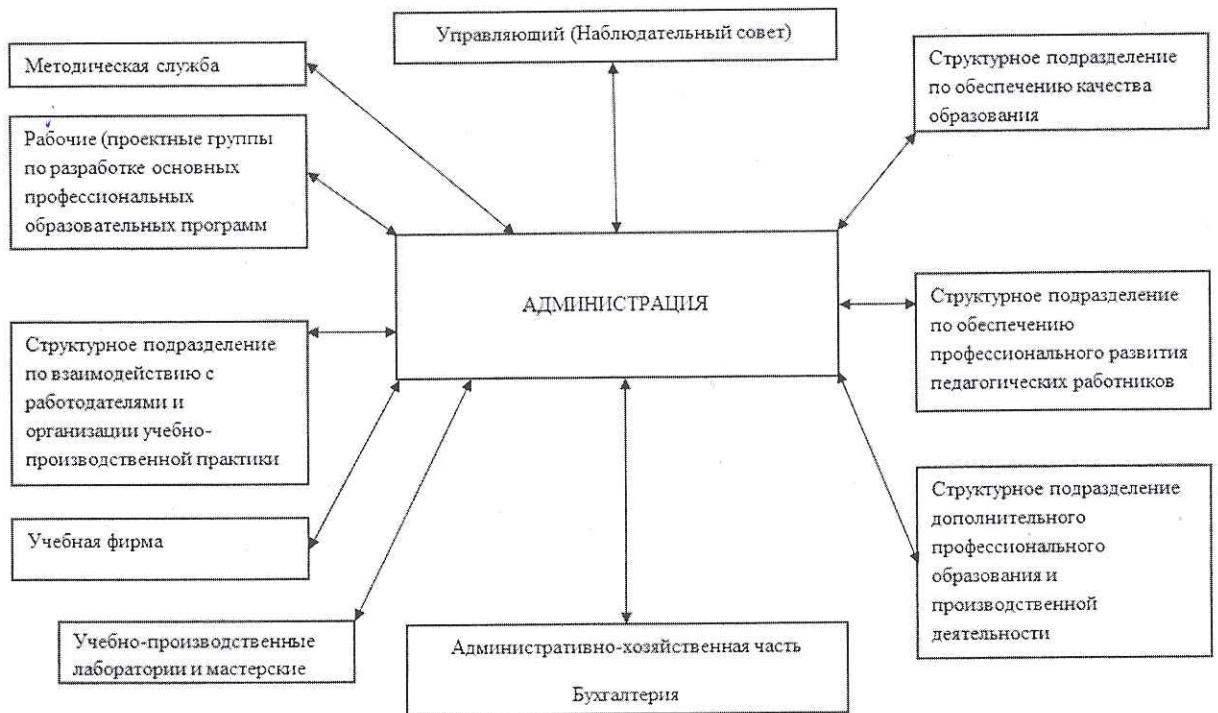 Управляющий (Наблюдательный совет)
Методическая служба
Рабочие (проектные группы
по разработке основных
профессиональных
образовательных программ
Структурное подразделение
по обеспечению качества
образования
АДМИНИСТРАЦИЯ
Структурное подразделение
по взаимодействию с
работодателями и
организации учебно-
производственной практики
Структурное подразделение
по обеспечению
профессионального развития
педагогических работников
Учебная фирма
Структурное подразделение
дополнительного
профессионального
образования и
производственной
деятельности
Учебно-производственные
лаборатории и мастерские
Административно-хозяйственная часть
Бухгалтерия